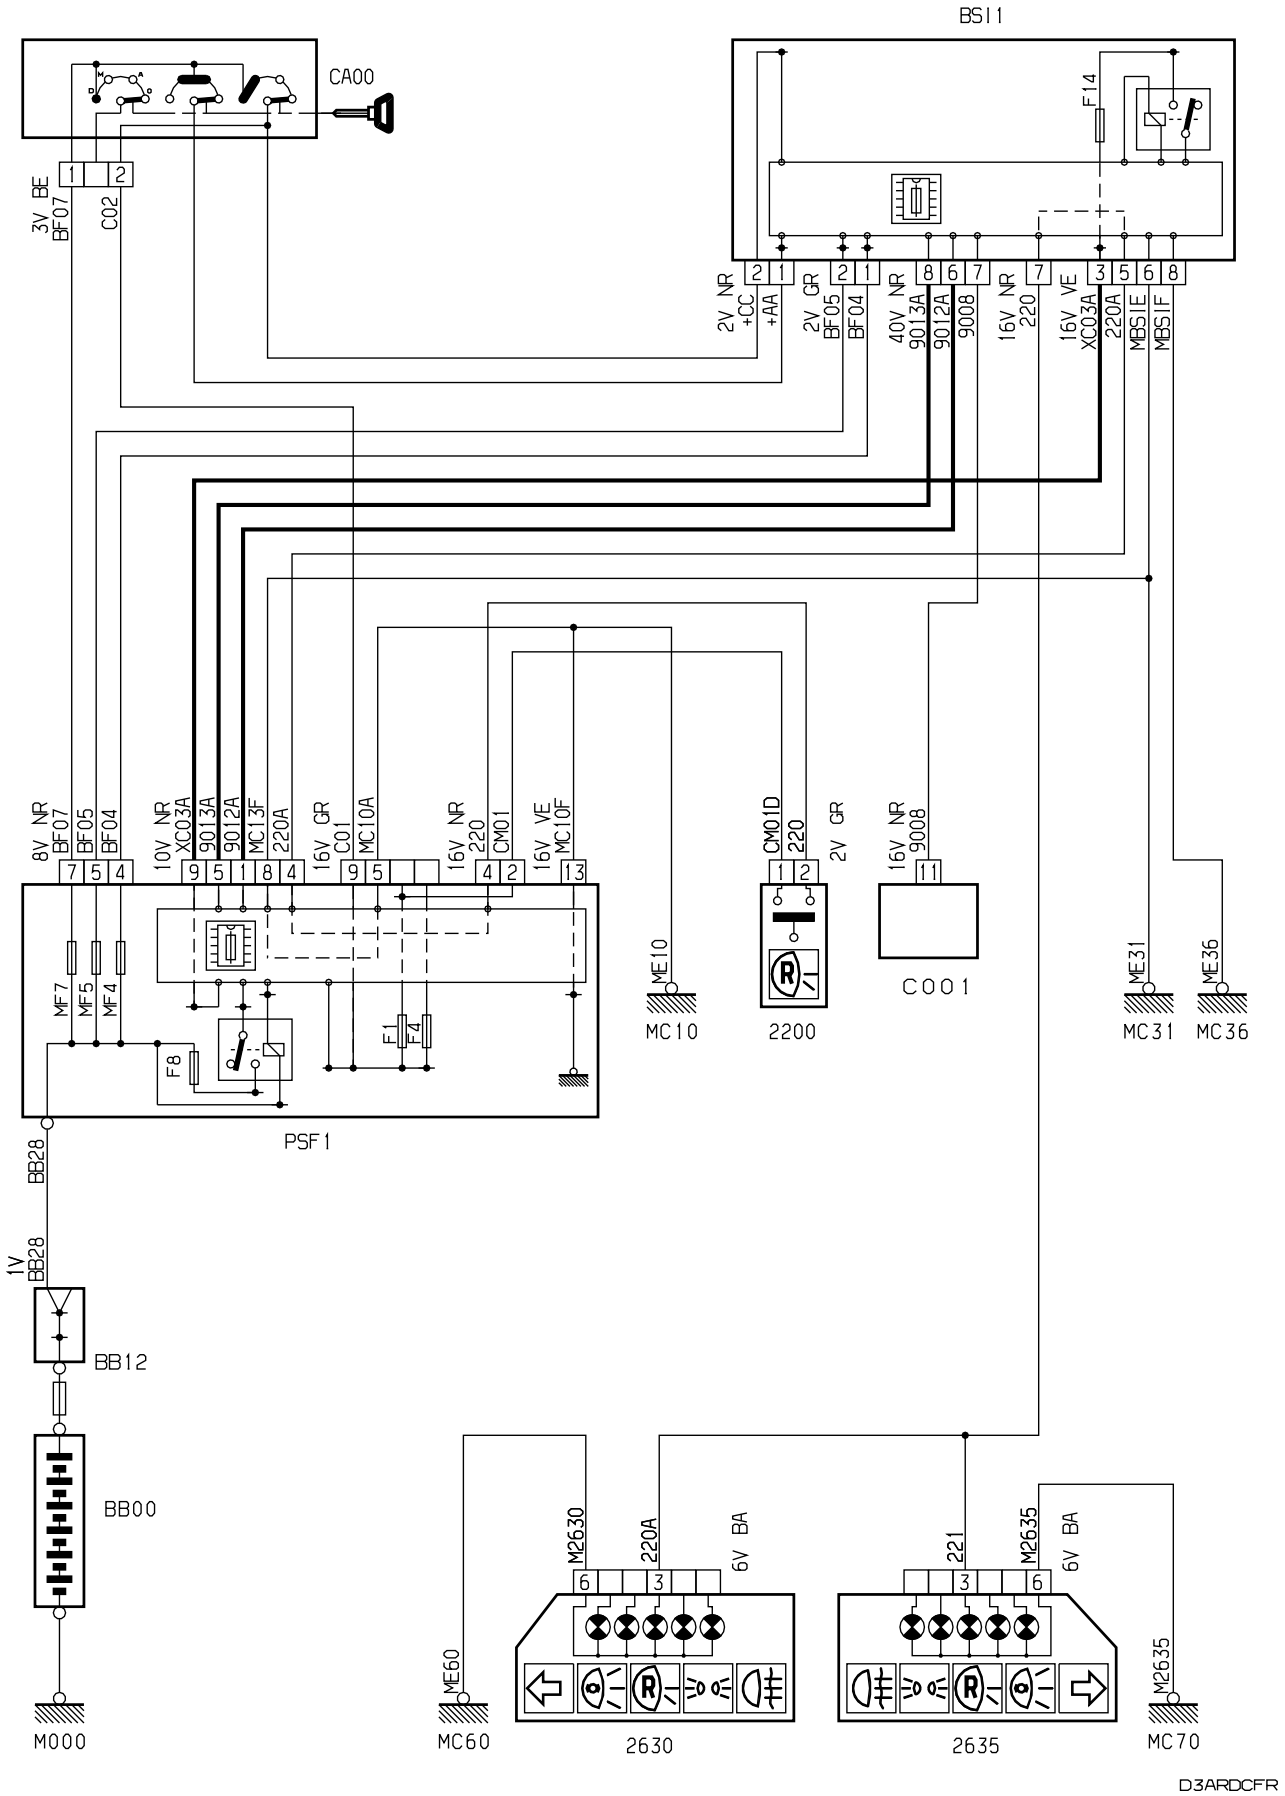 BSI1
CA00
M
A
D
O
1
2
3V BE
BF07
C02
F14
2
1
2
1
8
6
7
7
3
5
6
8
2V NR
+CC
+AA
2V GR
BF05
BF04
40V NR
9013A
9012A
9008
16V NR
220
16V VE
XC03A
220A
MBSIE
MBSIF
8V NR
BF07
BF05
BF04
10V NR
XC03A
9013A
9012A
MC13F
220A
16V GR
C01
MC10A
16V NR
220
CM01
16V VE
MC10F
CM01D
220
2V GR
16V NR
9008
7
5
4
9
5
1
8
4
9
5
4
2
13
1
2
11
MF7
MF5
MF4
F8
F1
F4
R
ME10
ME31
ME36
MC10
2200
C001
MC31
MC36
PSF1
BB28
1V
BB28
BB12
BB00
M000
M2630
220A
6V BA
221
M2635
6V BA
6
3
3
6
ME60
R
R
M2635
MC60
2630
2635
MC70
D3ARDCFR